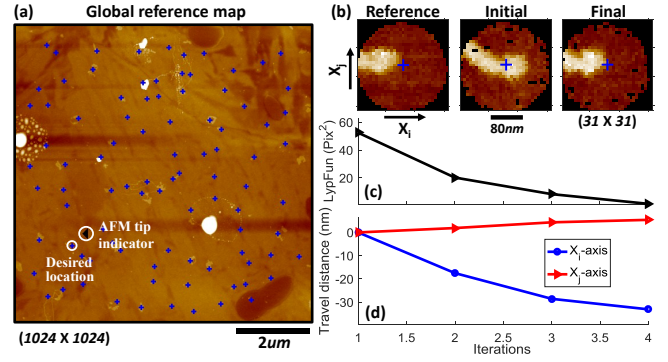 (a) Global reference map
AFM tip
indicator
Desired
location
(1024 X 1024)
2um
(b) Reference Initial Final
Xj
Xi
80nm
(31 X 31)
LypFun (Pix²)
60
40
20
(c)
Travel distance (nm)
0
-10
-20
-30
Xi-axis
Xj-axis
(d)
1 1.5 2 2.5 3 3.5 4
Iterations